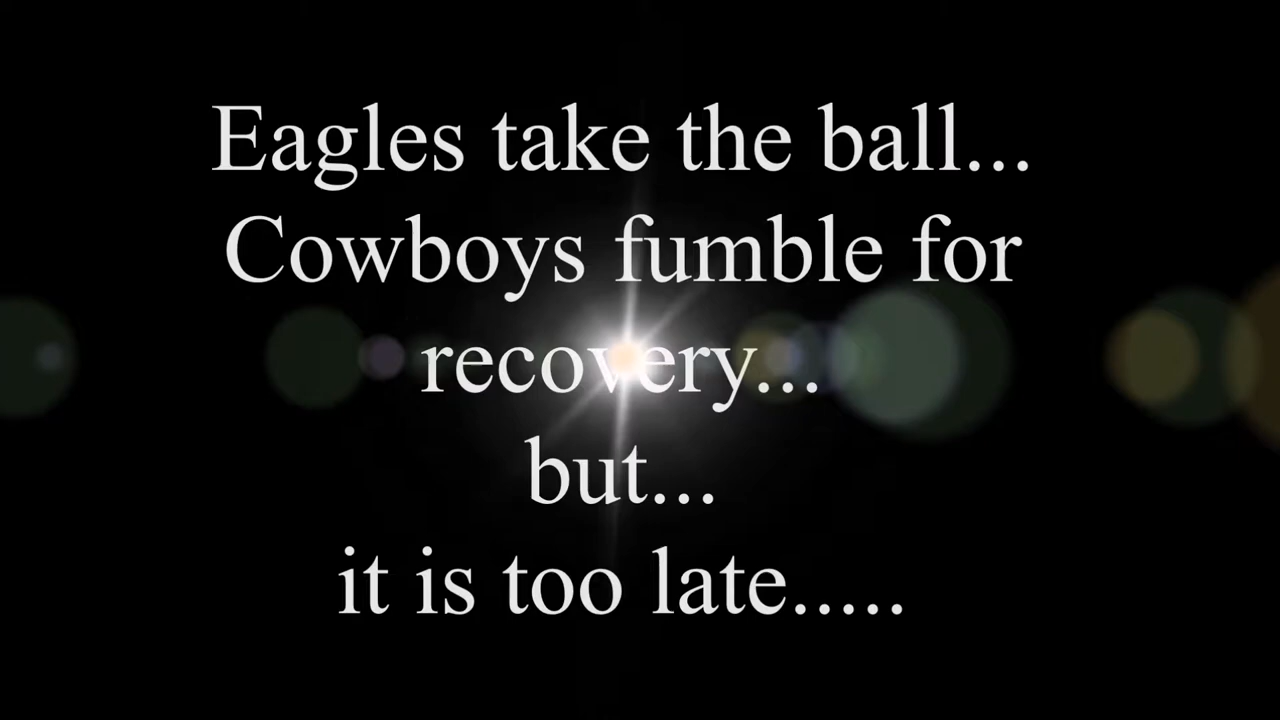 Eagles take the ball...
Cowboys fumble for
recovery...
but...
it is too late.....